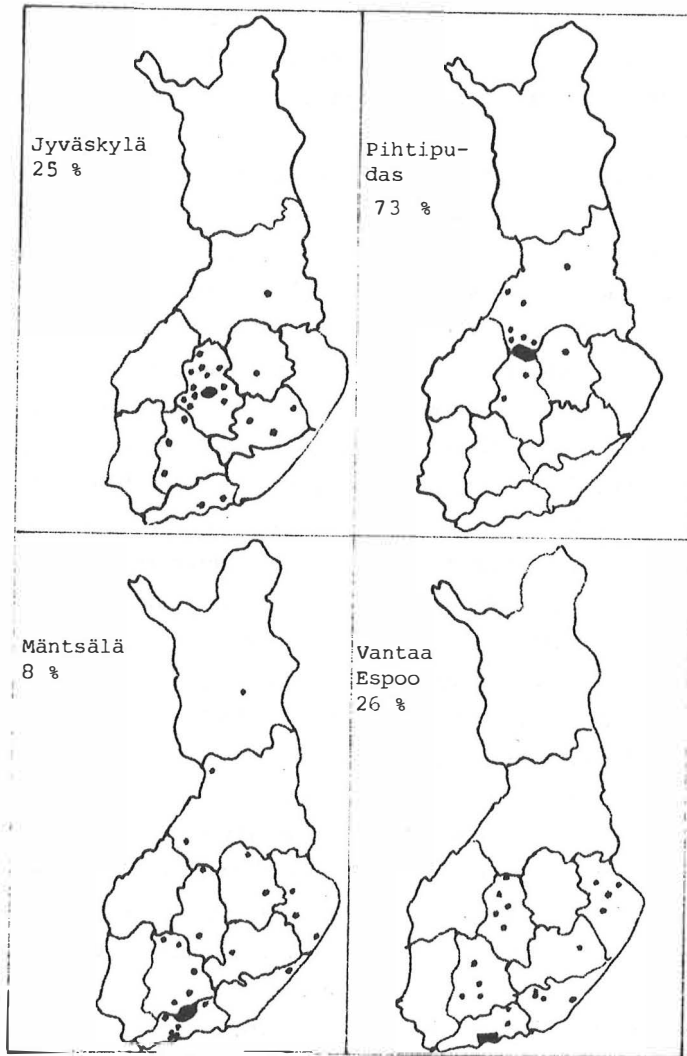 Jyväskylä
25 %
Pihtipu-
das
73 %
Mäntsälä
8 %
Vantaa
Espoo
26 %